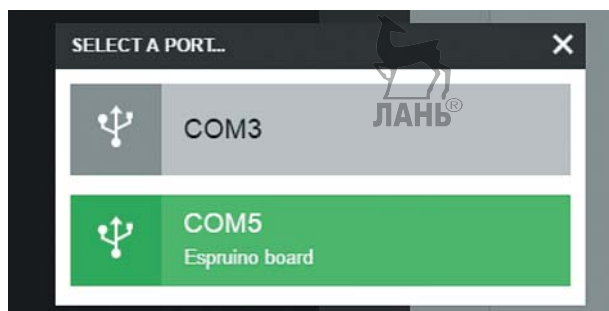 SELECT A PORT...
ЛАНЬ®
COM3
COM5
Espruino board